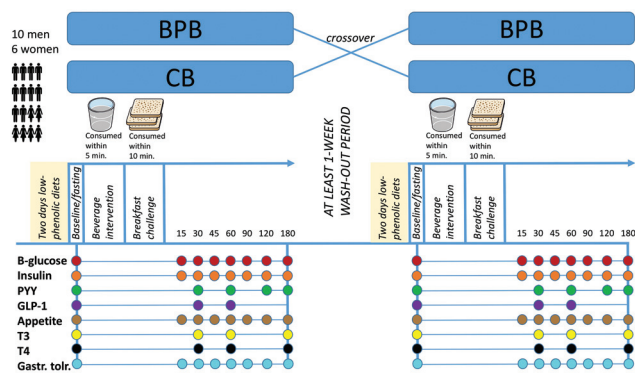 10 men
6 women
BPB
crossover
BPB
CB
CB
Consumed
within
5 min.
Consumed
within
10 min.
Consumed
within
5 min.
Consumed
within
10 min.
Two days low-
phenolic diets
Baseline/fasting
Beverage
intervention
Breakfast
challenge
AT LEAST 1-WEEK
WASH-OUT PERIOD
Two days low-
phenolic diets
Baseline/fasting
Beverage
intervention
Breakfast
challenge
15 30 45 60 90 120 180
15 30 45 60 90 120 180
B-glucose
Insulin
PYY
GLP-1
Appetite
T3
T4
Gastr. tolr.